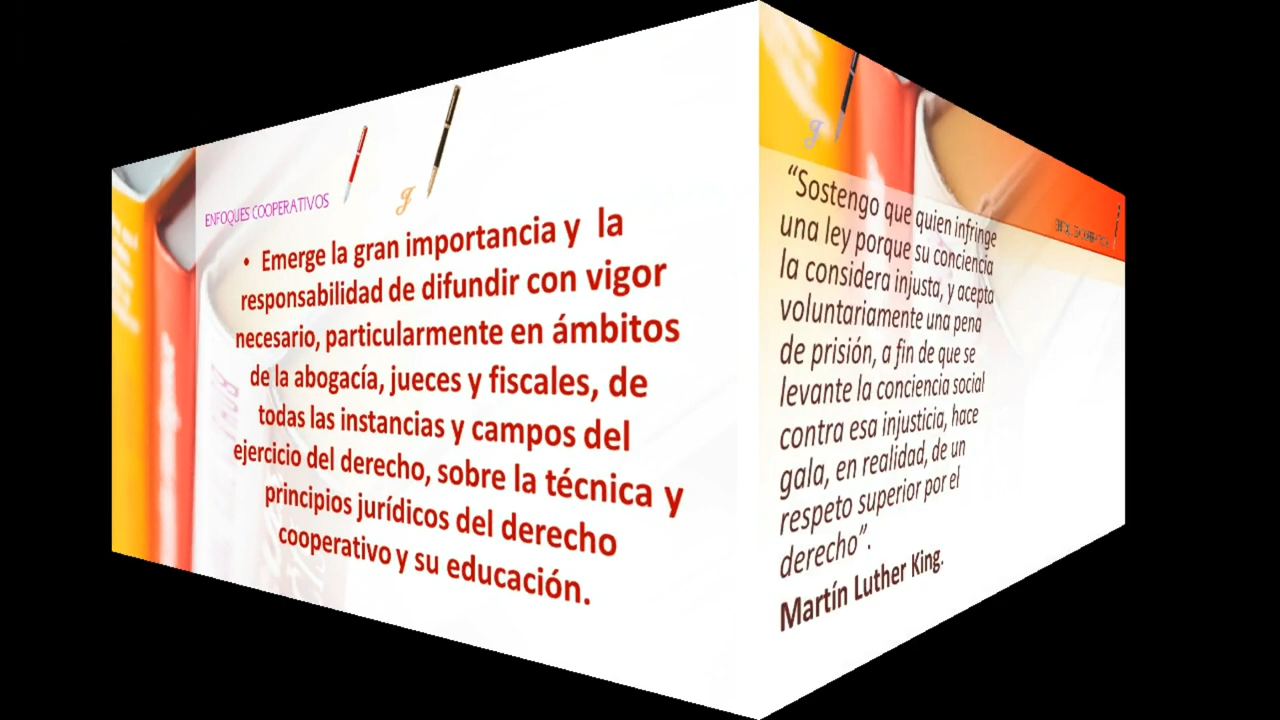 ENFOQUES COOPERATIVOS
• Emerge la gran importancia y la
responsabilidad de difundir con vigor
necesario, particularmente en ámbitos
de la abogacía, jueces y fiscales, de
todas las instancias y campos del
ejercicio del derecho, sobre la técnica y
principios jurídicos del derecho
cooperativo y su educación.
“Sostengo que quien infringe
una ley porque su conciencia
la considera injusta, y acepta
voluntariamente una pena
de prisión, a fin de que se
levante la conciencia social
contra esa injusticia, hace
gala, en realidad, de un
respeto superior por el
derecho”.
Martín Luther King.